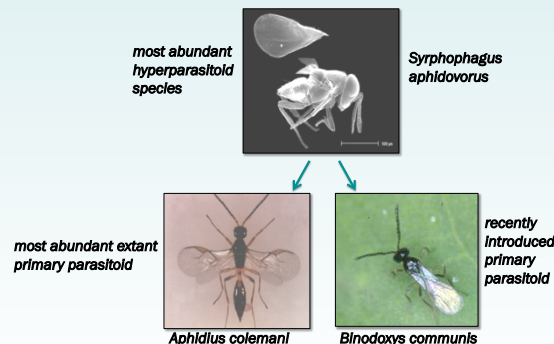 most abundant
hyperparasitoid
species
Syrphophagus
aphidovorus
most abundant extant
primary parasitoid
recently
introduced
primary
parasitoid
Aphidius colemani
Binodoxys communis